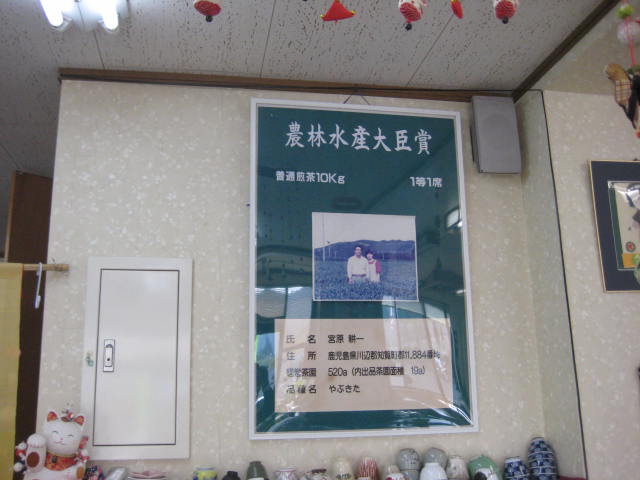 農林水産大臣賞
普通煎茶10Kg 1等1席
氏 名 宮原 耕一
住 所 鹿児島県川辺郡知覧町郡11,884番地
経営茶園 520a (内出品茶園面積 19a)
品種名 やぶきた